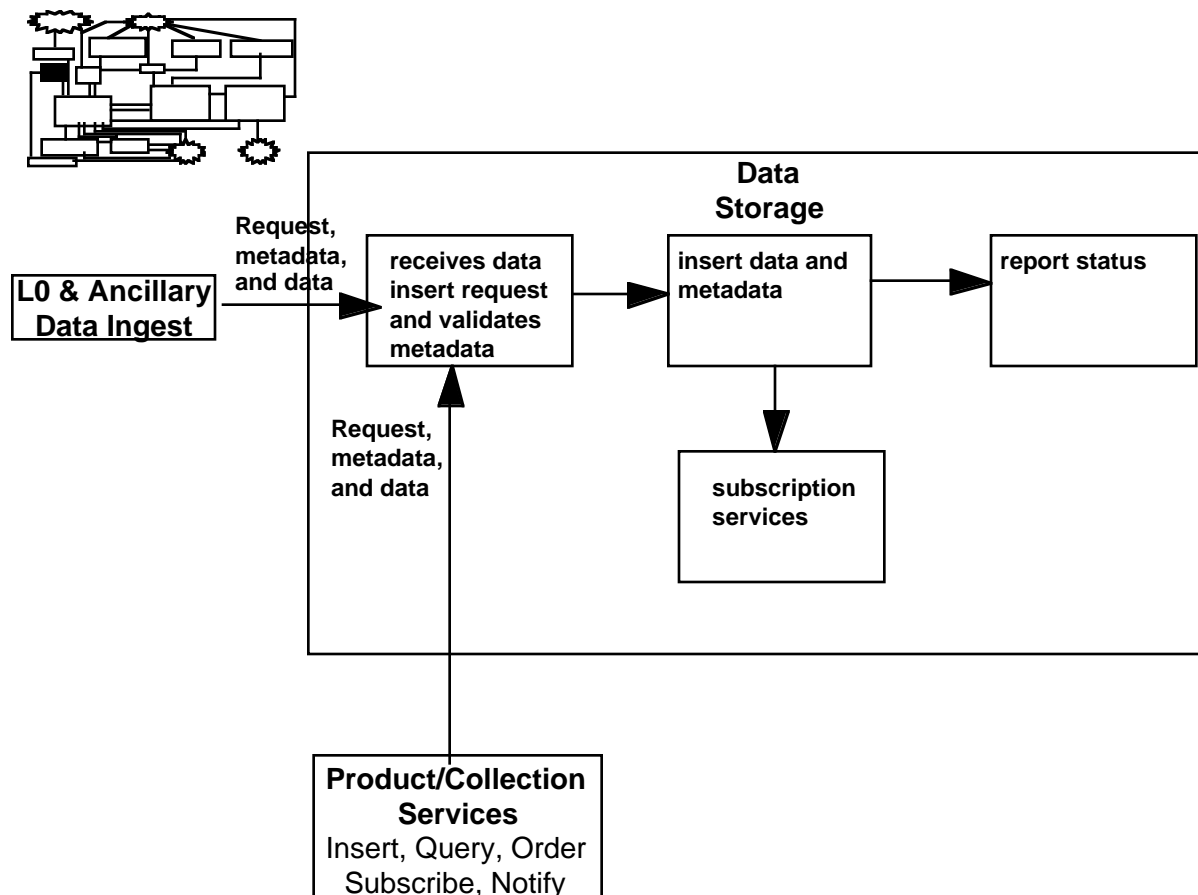 Data
Storage
Request,
metadata,
and data
L0 & Ancillary
Data Ingest
receives data
insert request
and validates
metadata
insert data and
metadata
report status
Request,
metadata,
and data
subscription
services
Product/Collection
Services
Insert, Query, Order
Subscribe, Notify